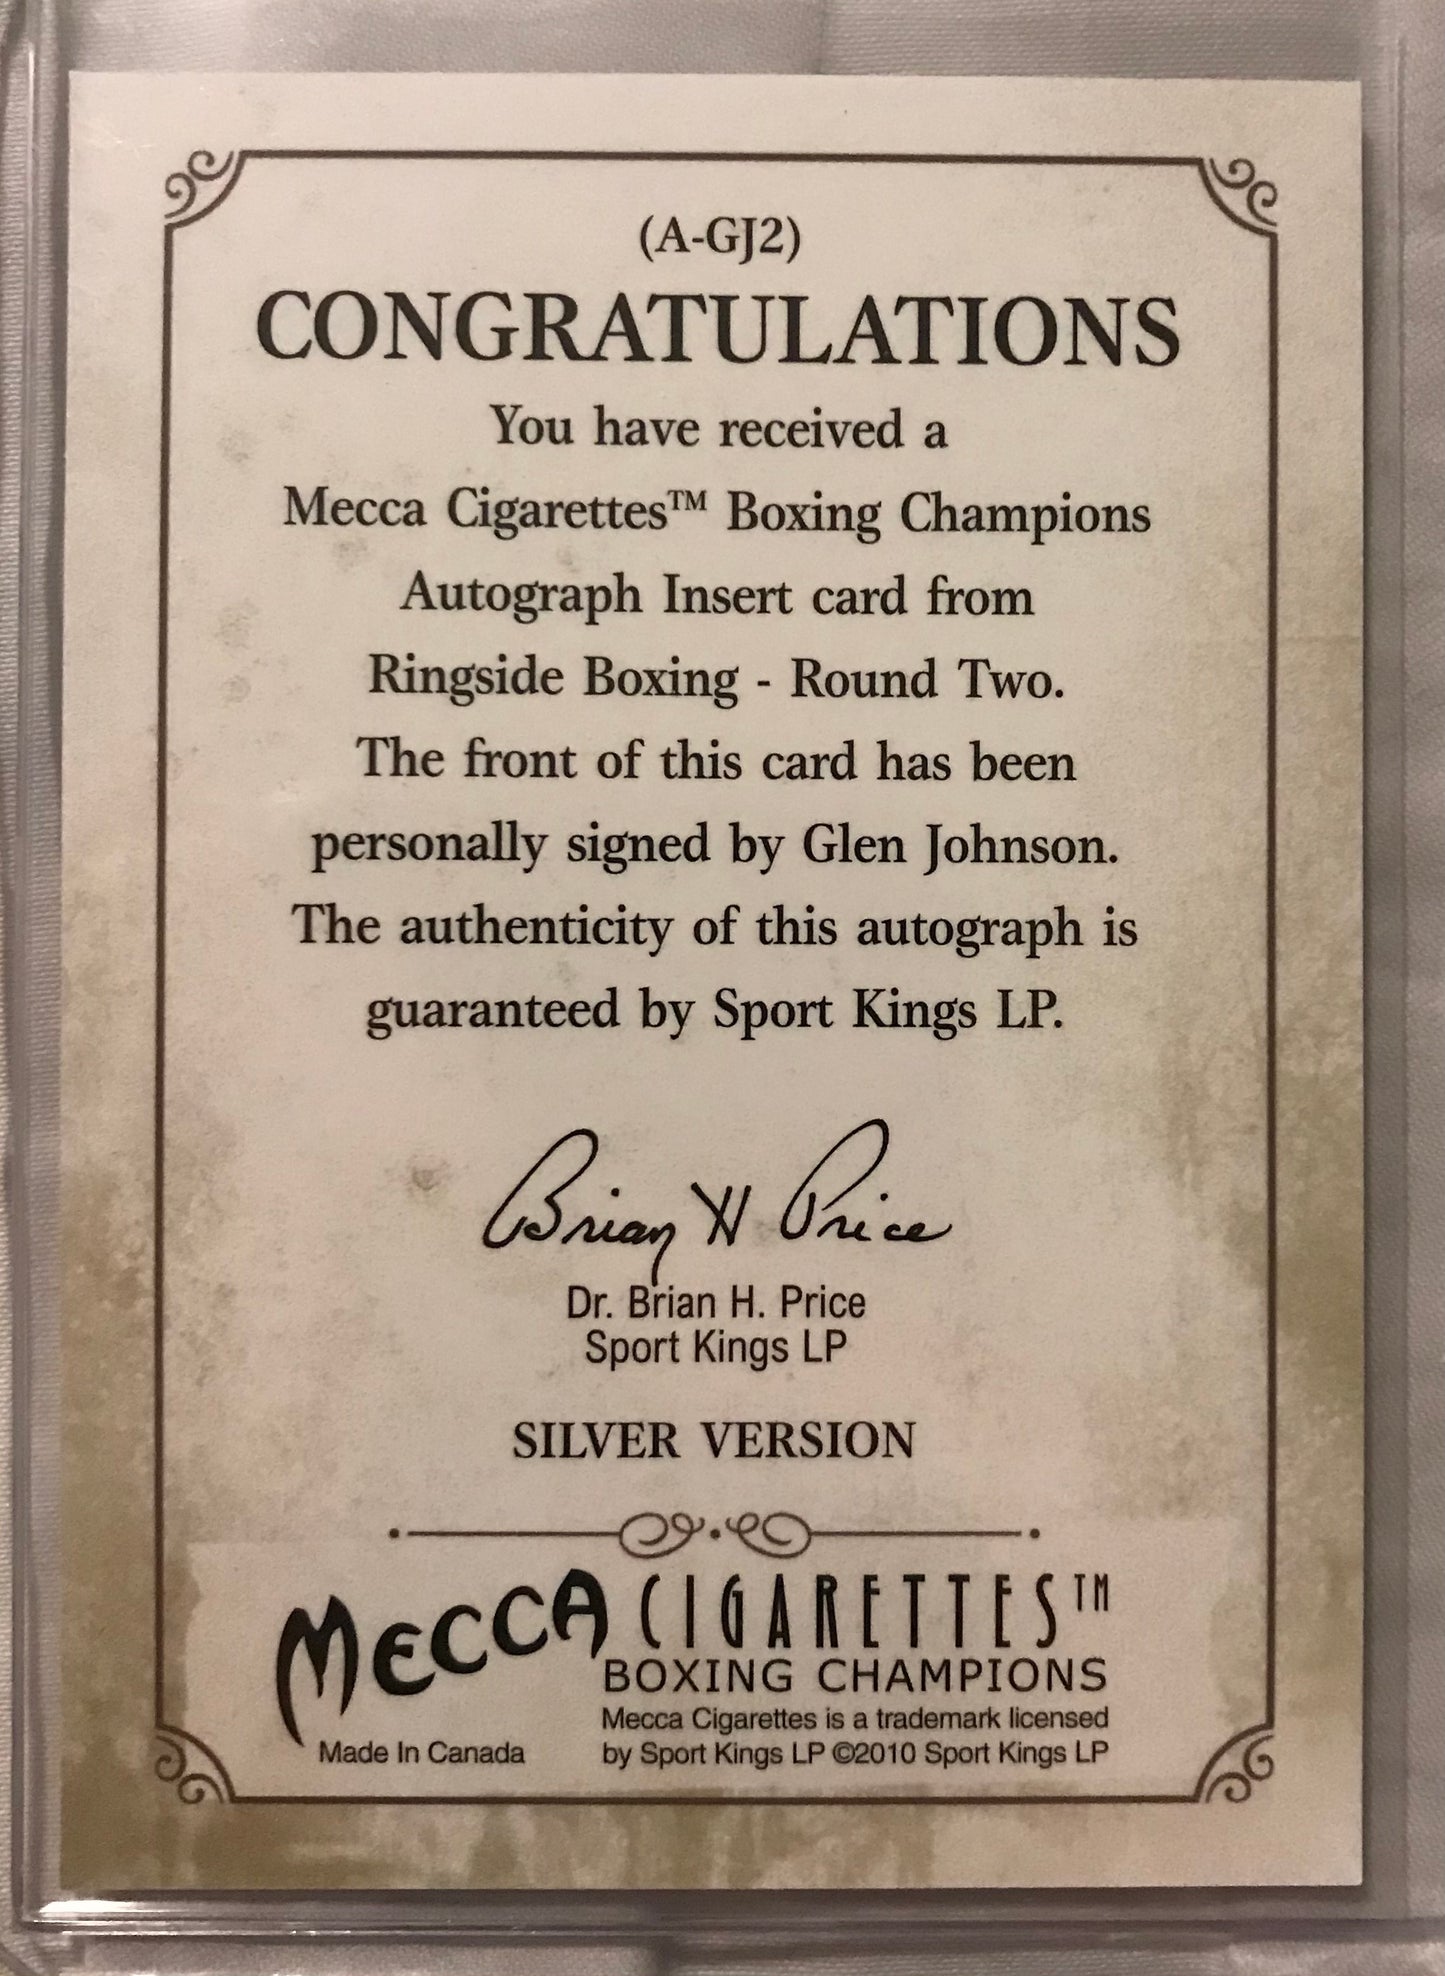 (A-GJ2)
CONGRATULATIONS
You have received a
Mecca Cigarettes™ Boxing Champions
Autograph Insert card from
Ringside Boxing - Round Two.
The front of this card has been
personally signed by Glen Johnson.
The authenticity of this autograph is
guaranteed by Sport Kings LP.
Brian H Price
Dr. Brian H. Price
Sport Kings LP
SILVER VERSION
MECCA CIGARETTES™
BOXING CHAMPIONS
Mecca Cigarettes is a trademark licensed
Made In Canada by Sport Kings LP ©2010 Sport Kings LP